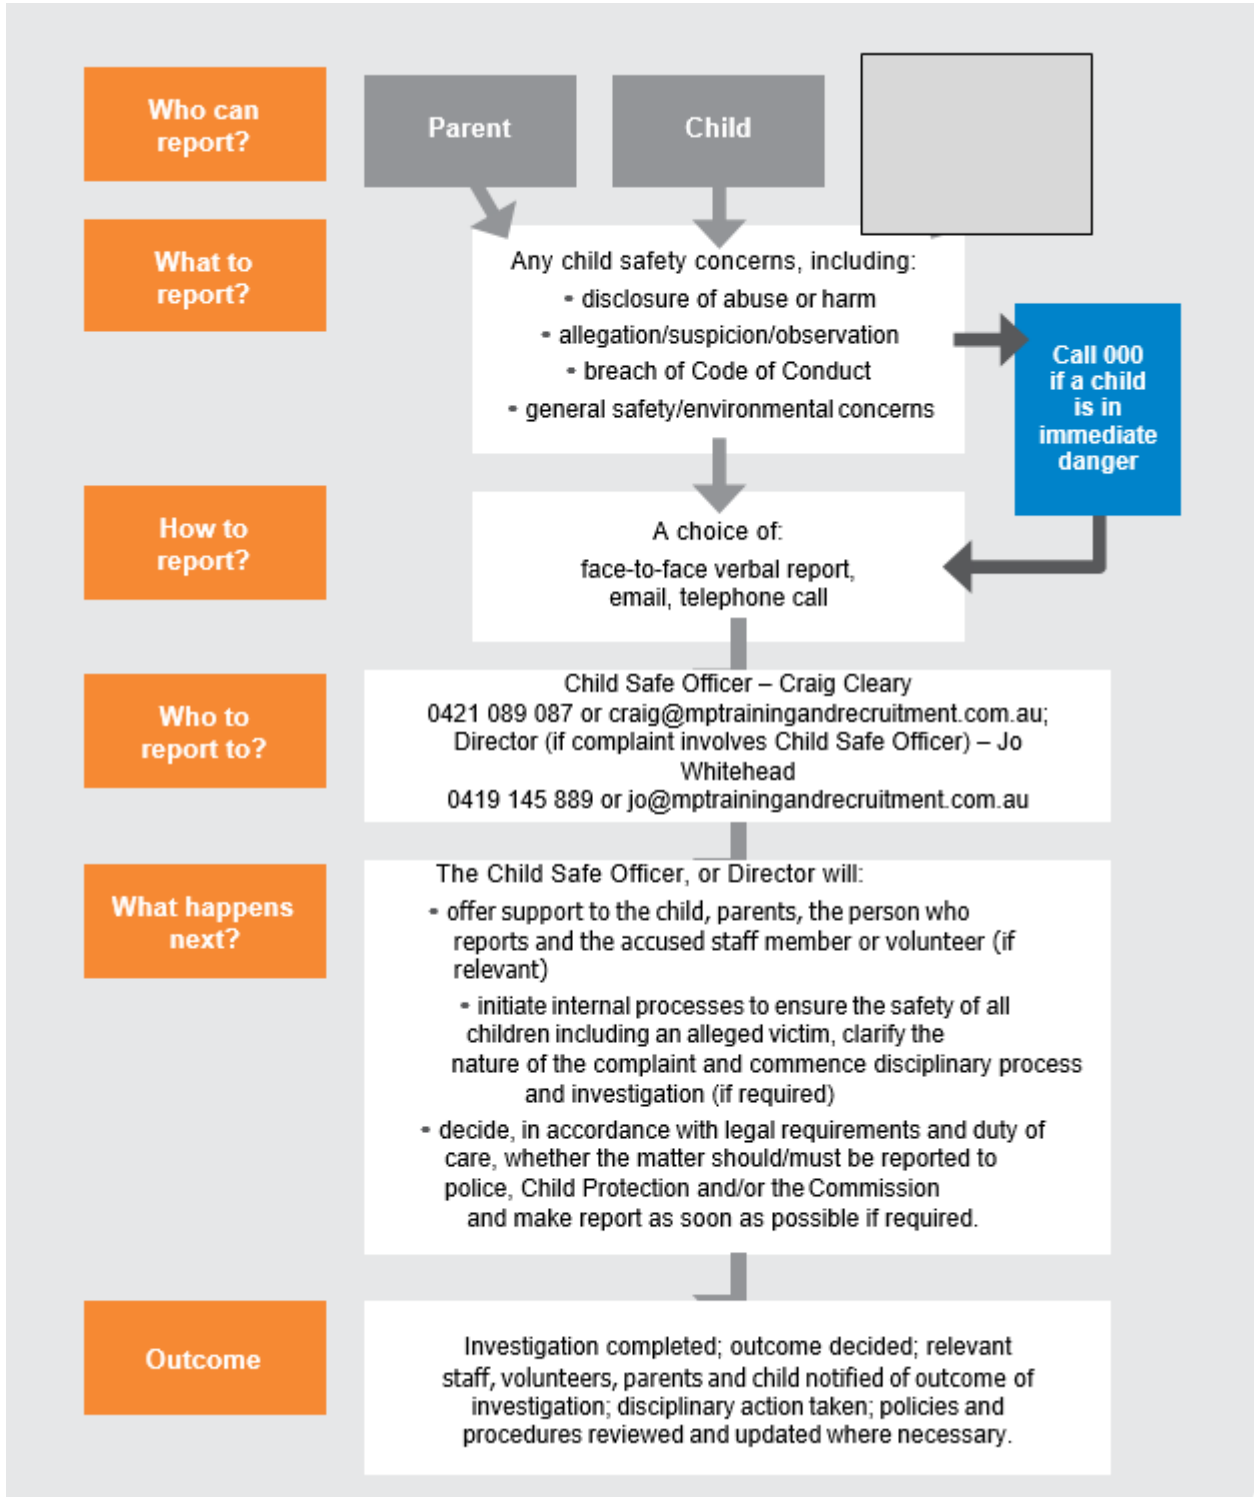 Who can
report?
Parent
Child
What to
report?
Any child safety concerns, including:
• disclosure of abuse or harm
• allegation/suspicion/observation
• breach of Code of Conduct
• general safety/environmental concerns
Call 000
if a child
is in
immediate
danger
How to
report?
A choice of:
face-to-face verbal report,
email, telephone call
Who to
report to?
Child Safe Officer – Craig Cleary
0421 089 087 or craig@mptrainingandrecruitment.com.au;
Director (if complaint involves Child Safe Officer) – Jo
Whitehead
0419 145 889 or jo@mptrainingandrecruitment.com.au
What happens
next?
The Child Safe Officer, or Director will:
• offer support to the child, parents, the person who
reports and the accused staff member or volunteer (if
relevant)
• initiate internal processes to ensure the safety of all
children including an alleged victim, clarify the
nature of the complaint and commence disciplinary process
and investigation (if required)
• decide, in accordance with legal requirements and duty of
care, whether the matter should/must be reported to
police, Child Protection and/or the Commission
and make report as soon as possible if required.
Outcome
Investigation completed; outcome decided; relevant
staff, volunteers, parents and child notified of outcome of
investigation; disciplinary action taken; policies and
procedures reviewed and updated where necessary.